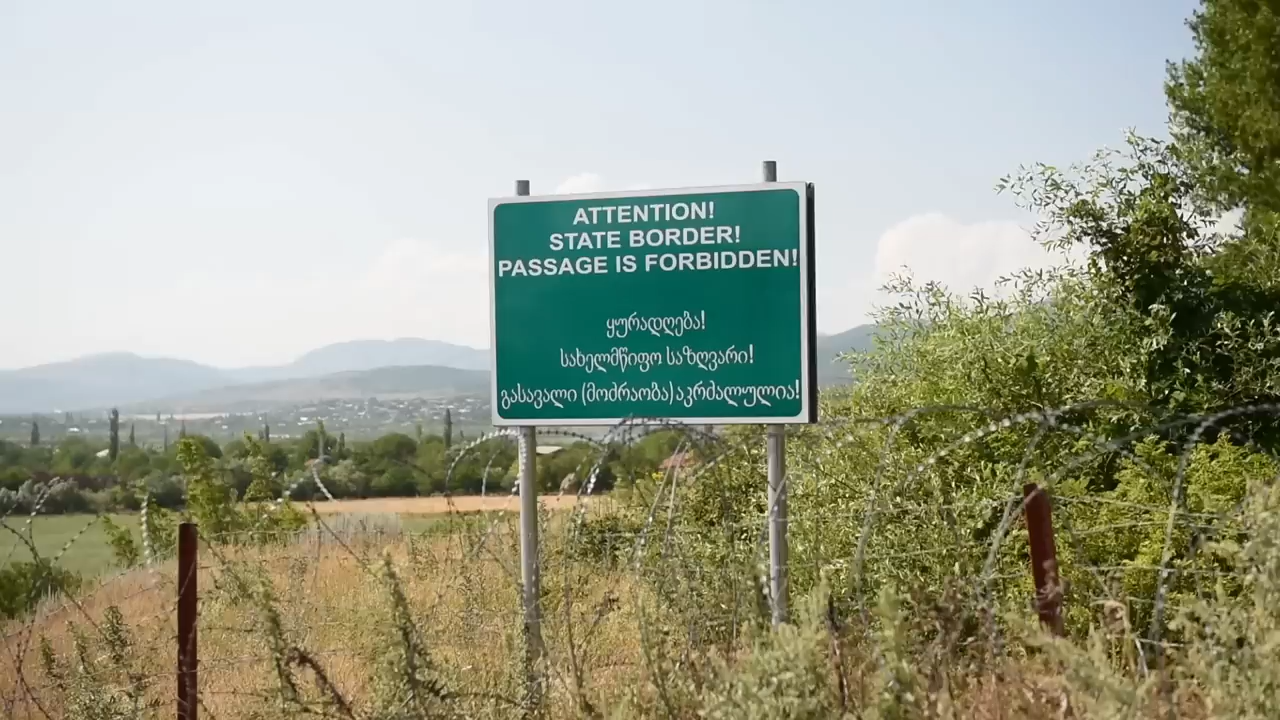 ATTENTION!
STATE BORDER!
PASSAGE IS FORBIDDEN!
ყურადღება!
სახელმწიფო საზღვარი!
გასავალი (მოძრაობა) აკრძალულია!